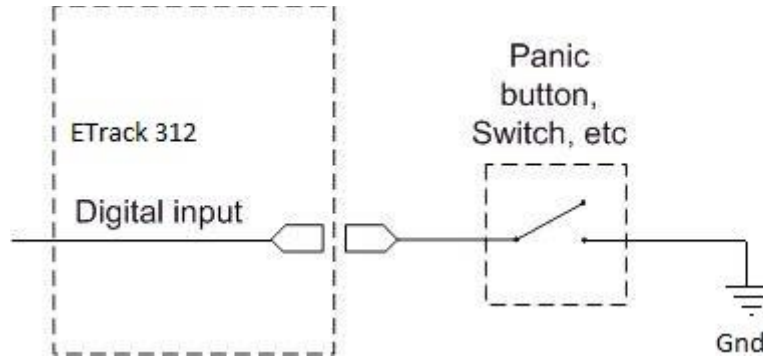 Panic
button,
Switch, etc
ETrack 312
Digital input
Gnd